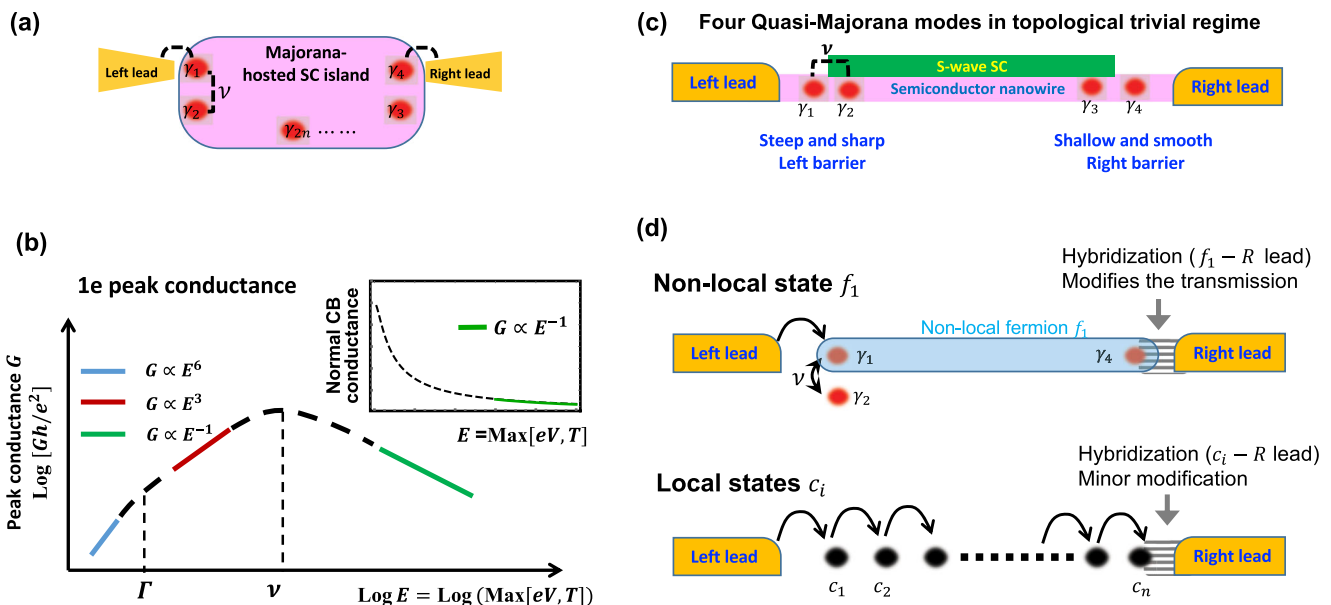 (a)
Majorana-
hosted SC island
Left lead
Right lead
γ1
γ2
ν
γ4
γ3
γ2n ... ...
(b)
1e peak conductance
Peak conductance G
Log [Gh/e²]
G ∝ E⁶
G ∝ E³
G ∝ E⁻¹
Γ
ν
Log E = Log (Max[eV, T])
Normal CB
conductance
G ∝ E⁻¹
E =Max[eV, T]
(c)
Four Quasi-Majorana modes in topological trivial regime
ν
S-wave SC
Left lead
Semiconductor nanowire
Right lead
γ1
γ2
γ3
γ4
Steep and sharp
Left barrier
Shallow and smooth
Right barrier
(d)
Hybridization (f1 − R lead)
Modifies the transmission
Non-local state f1
Non-local fermion f1
Left lead
γ1
γ4
Right lead
ν
γ2
Hybridization (ci − R lead)
Minor modification
Local states ci
Left lead
Right lead
c1
c2
cn